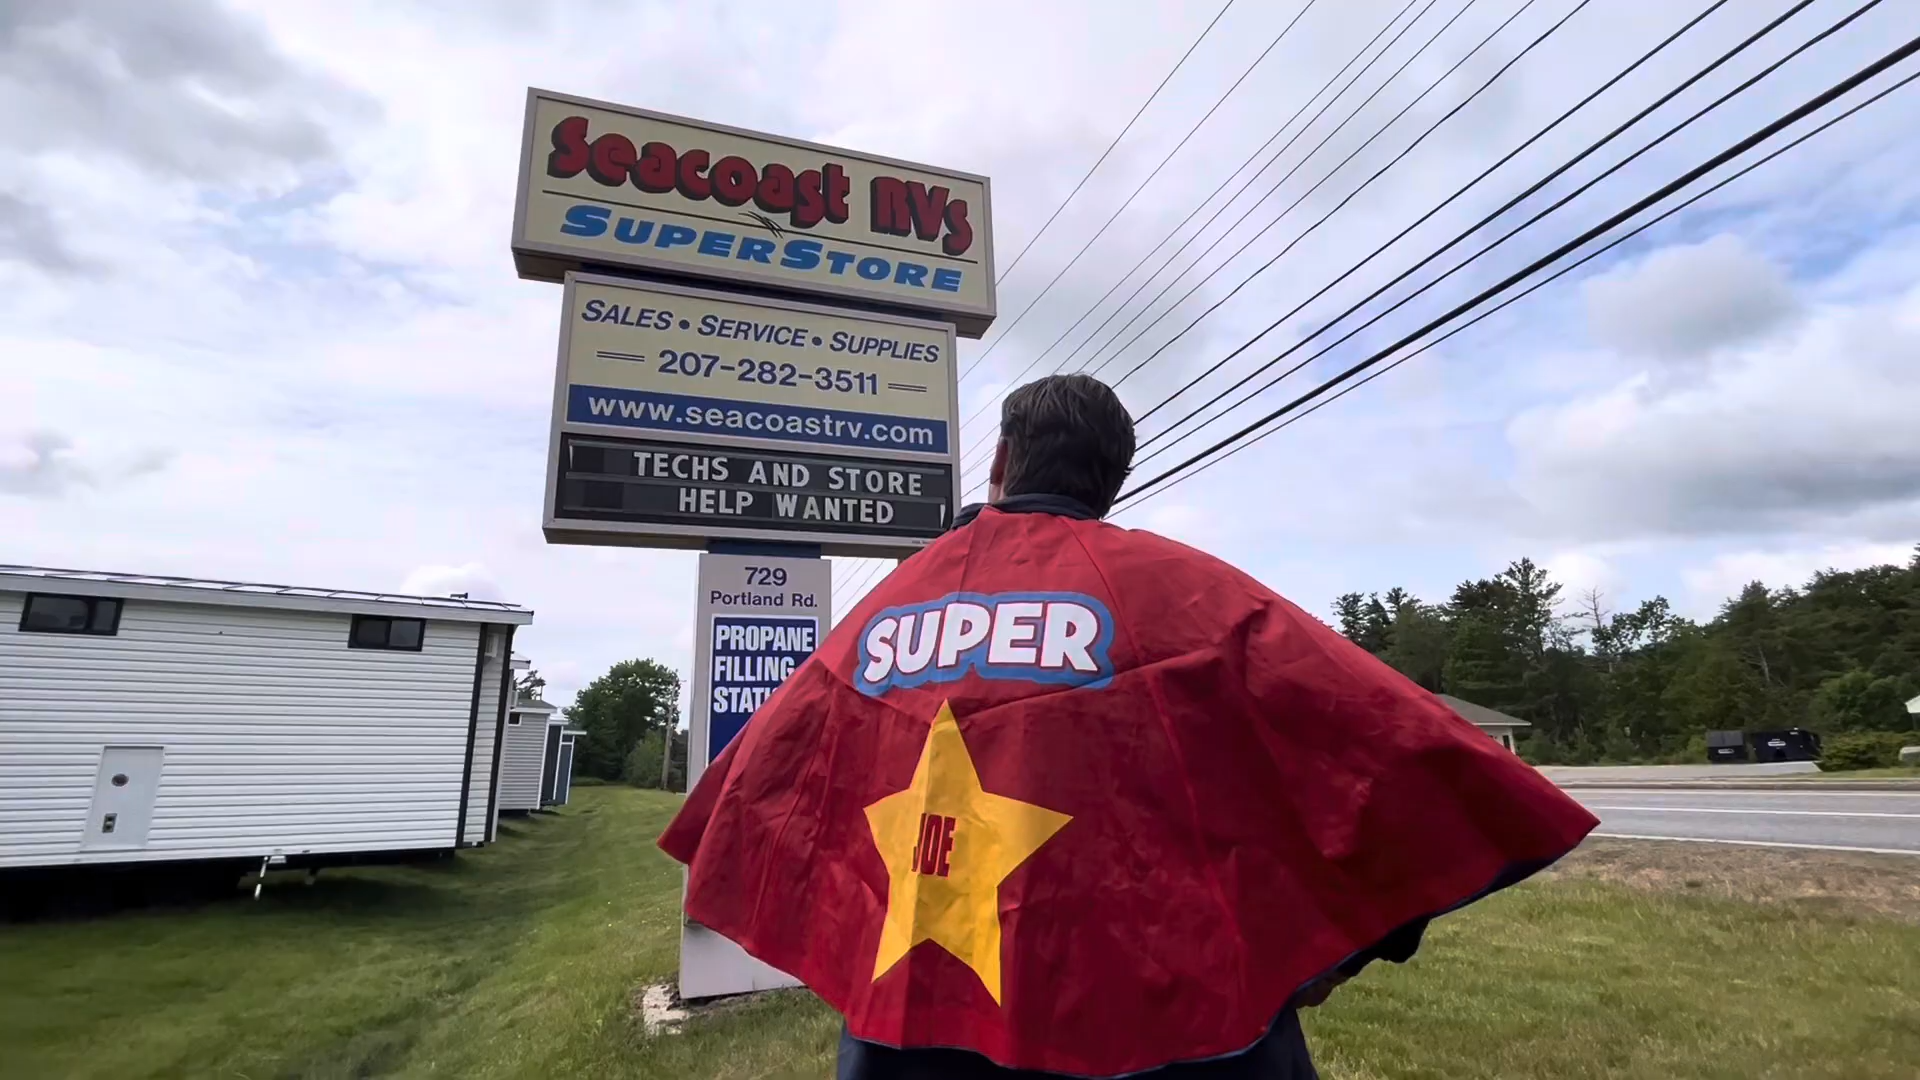 Seacoast RVs
SUPERSTORE
SALES • SERVICE • SUPPLIES
207-282-3511
www.seacoastrv.com
TECHS AND STORE
HELP WANTED
729
Portland Rd.
PROPANE
FILLING
SUPER
JOE